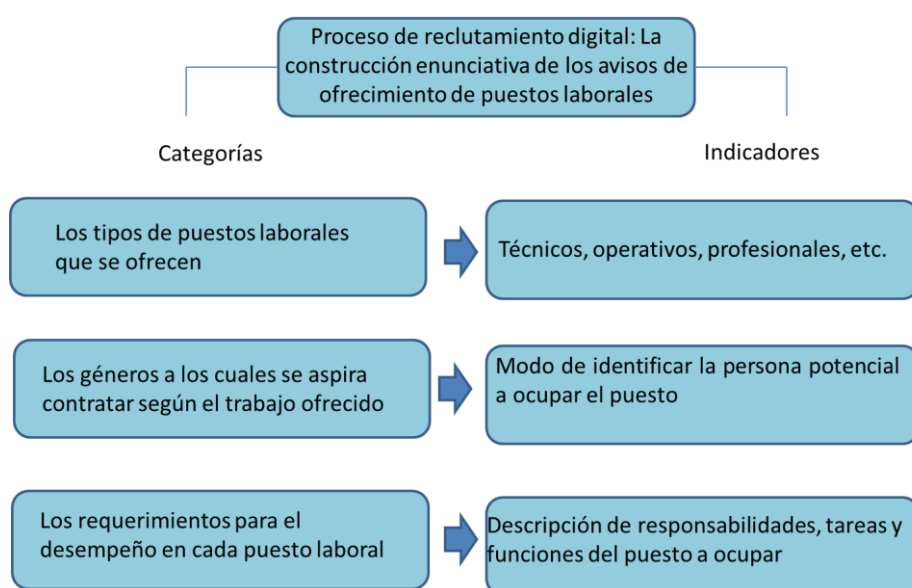 Proceso de reclutamiento digital: La
construcción enunciativa de los avisos de
ofrecimiento de puestos laborales
Categorías
Indicadores
Los tipos de puestos laborales
que se ofrecen
Técnicos, operativos, profesionales, etc.
Los géneros a los cuales se aspira
contratar según el trabajo ofrecido
Modo de identificar la persona potencial
a ocupar el puesto
Los requerimientos para el
desempeño en cada puesto laboral
Descripción de responsabilidades, tareas y
funciones del puesto a ocupar